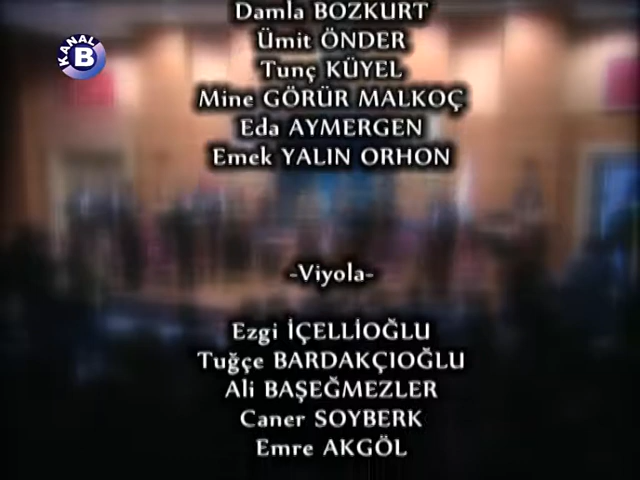 KANAL B
Damla BOZKURT
Ümit ÖNDER
Tunç KÜYEL
Mine GÖRÜR MALKOÇ
Eda AYMERGEN
Emek YALIN ORHON
-Viyola-
Ezgi İÇELLİOĞLU
Tuğçe BARDAKÇIOĞLU
Ali BAŞEĞMEZLER
Caner SOYBERK
Emre AKGÖL